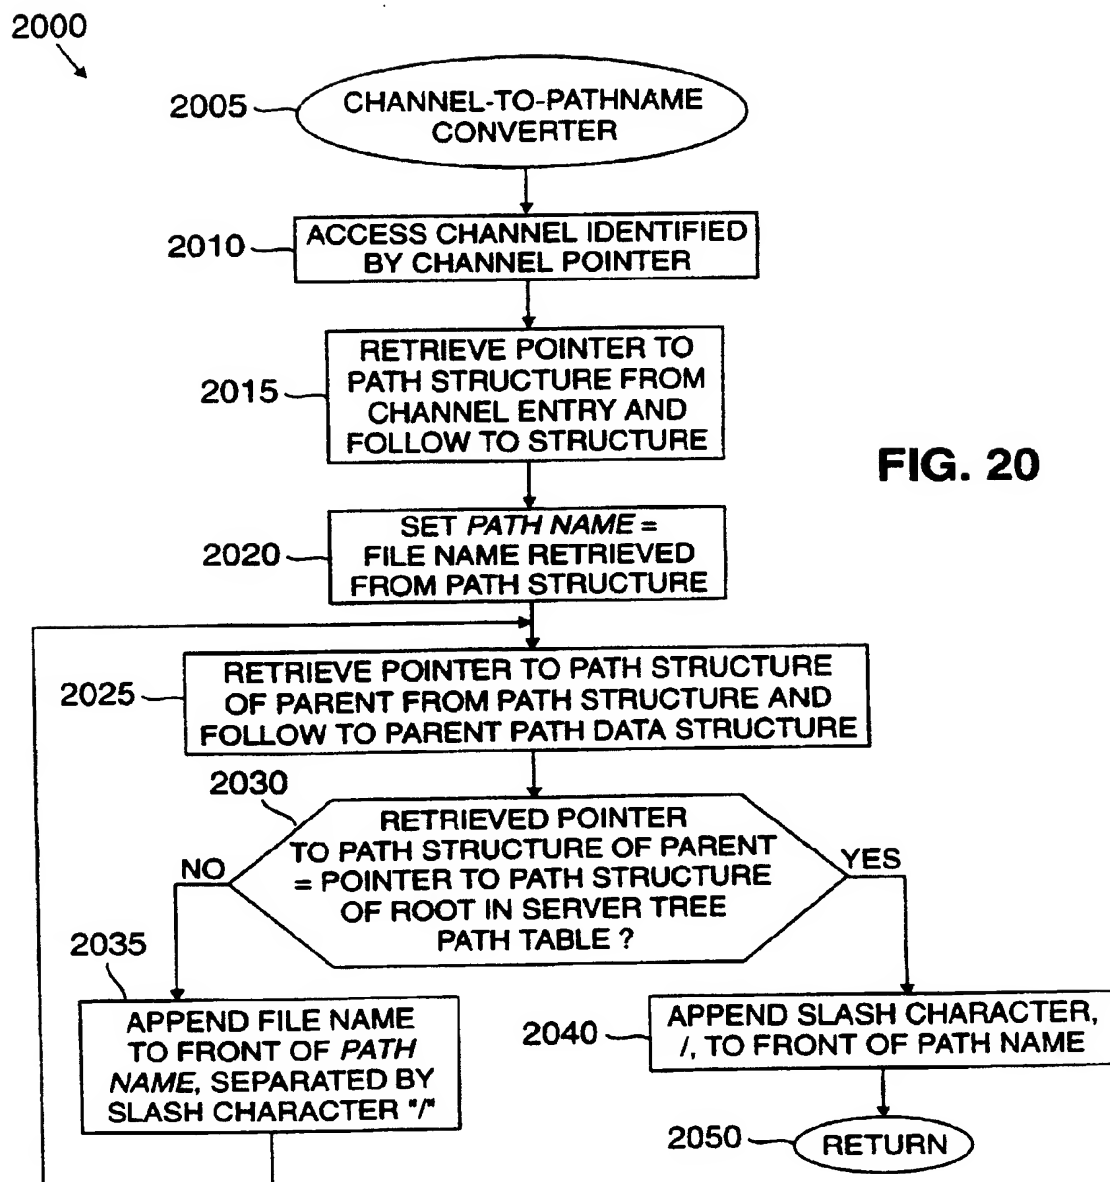 2000
2005
CHANNEL-TO-PATHNAME
CONVERTER
2010
ACCESS CHANNEL IDENTIFIED
BY CHANNEL POINTER
2015
RETRIEVE POINTER TO
PATH STRUCTURE FROM
CHANNEL ENTRY AND
FOLLOW TO STRUCTURE
FIG. 20
2020
SET PATH NAME =
FILE NAME RETRIEVED
FROM PATH STRUCTURE
2025
RETRIEVE POINTER TO PATH STRUCTURE
OF PARENT FROM PATH STRUCTURE AND
FOLLOW TO PARENT PATH DATA STRUCTURE
2030
RETRIEVED POINTER
TO PATH STRUCTURE OF PARENT
= POINTER TO PATH STRUCTURE
OF ROOT IN SERVER TREE
PATH TABLE ?
NO
YES
2035
APPEND FILE NAME
TO FRONT OF PATH
NAME, SEPARATED BY
SLASH CHARACTER "/"
2040
APPEND SLASH CHARACTER,
/, TO FRONT OF PATH NAME
2050
RETURN